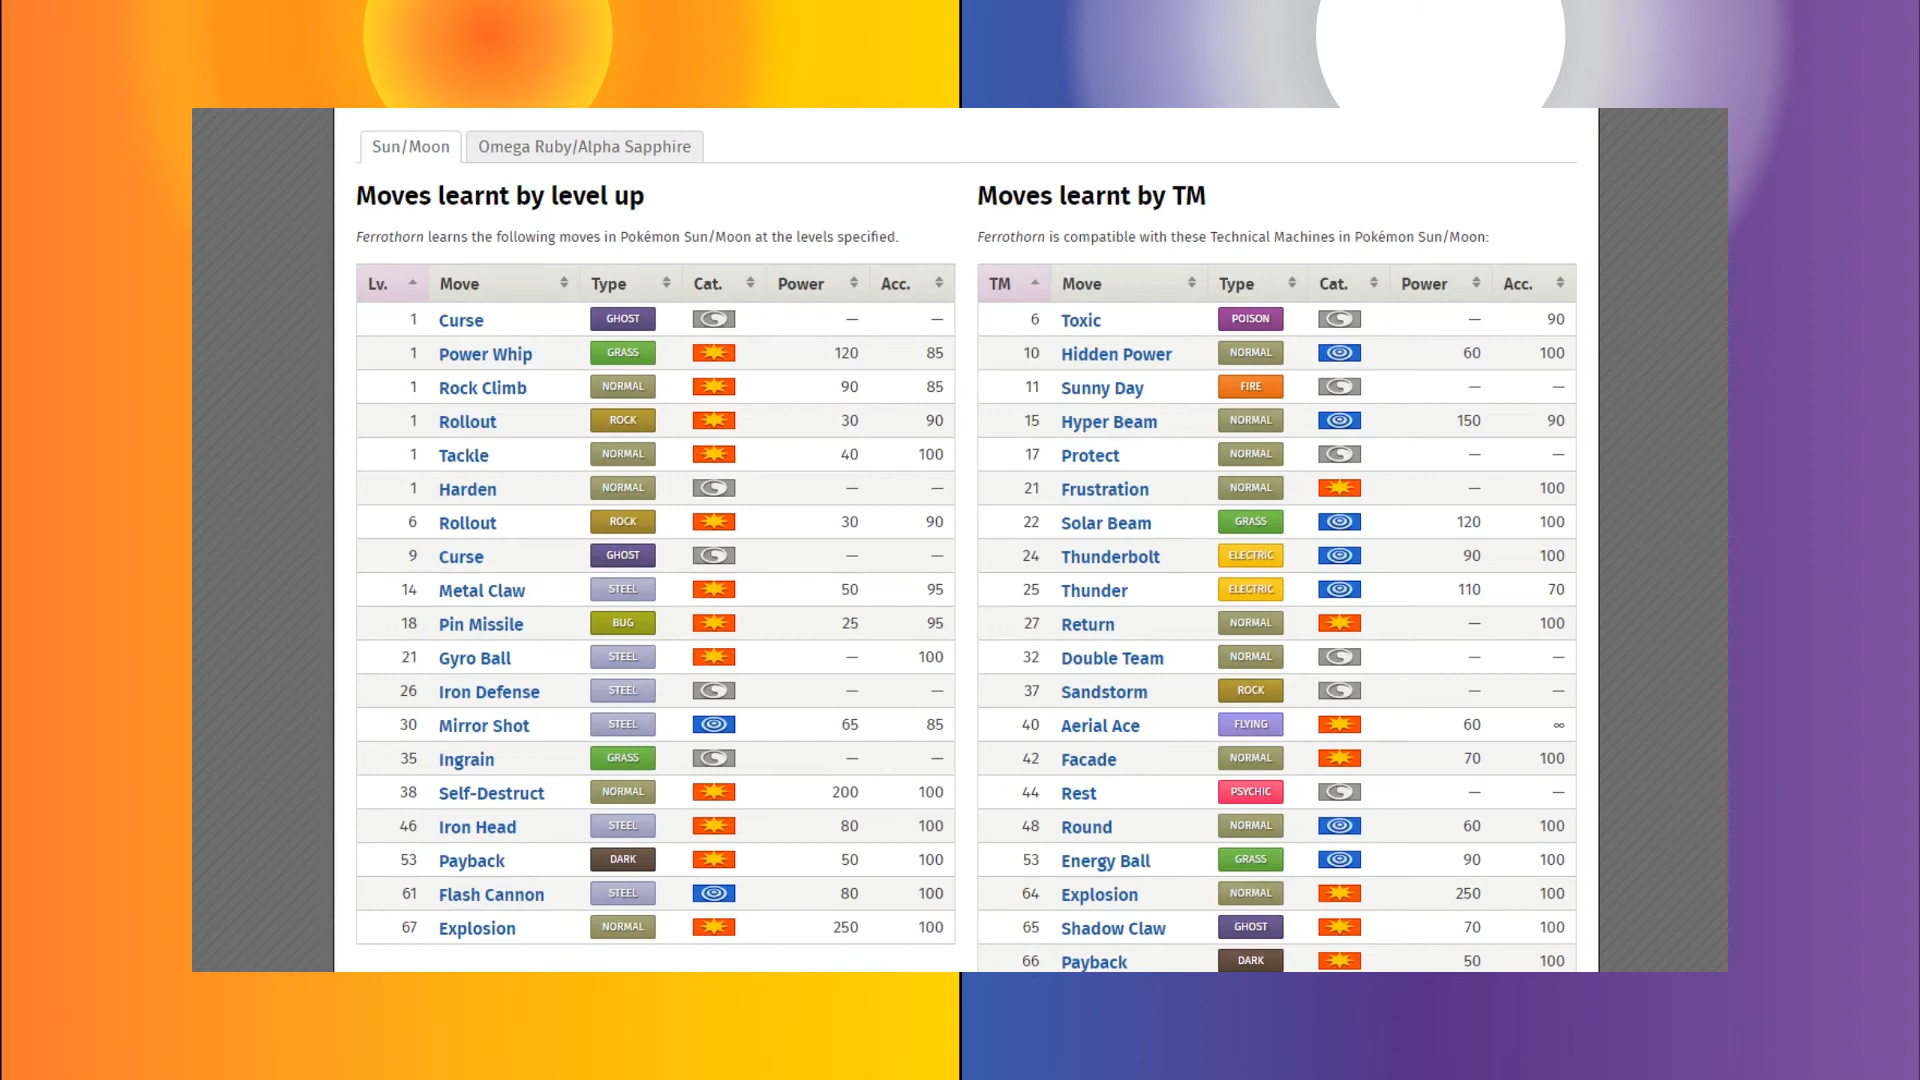 Sun/Moon Omega Ruby/Alpha Sapphire
Moves learnt by level up
Ferrothorn learns the following moves in Pokémon Sun/Moon at the levels specified.
Lv. Move Type Cat. Power Acc.
1 Curse GHOST — —
1 Power Whip GRASS 120 85
1 Rock Climb NORMAL 90 85
1 Rollout ROCK 30 90
1 Tackle NORMAL 40 100
1 Harden NORMAL — —
6 Rollout ROCK 30 90
9 Curse GHOST — —
14 Metal Claw STEEL 50 95
18 Pin Missile BUG 25 95
21 Gyro Ball STEEL — 100
26 Iron Defense STEEL — —
30 Mirror Shot STEEL 65 85
35 Ingrain GRASS — —
38 Self-Destruct NORMAL 200 100
46 Iron Head STEEL 80 100
53 Payback DARK 50 100
61 Flash Cannon STEEL 80 100
67 Explosion NORMAL 250 100
Moves learnt by TM
Ferrothorn is compatible with these Technical Machines in Pokémon Sun/Moon:
TM Move Type Cat. Power Acc.
6 Toxic POISON — 90
10 Hidden Power NORMAL 60 100
11 Sunny Day FIRE — —
15 Hyper Beam NORMAL 150 90
17 Protect NORMAL — —
21 Frustration NORMAL — 100
22 Solar Beam GRASS 120 100
24 Thunderbolt ELECTRIC 90 100
25 Thunder ELECTRIC 110 70
27 Return NORMAL — 100
32 Double Team NORMAL — —
37 Sandstorm ROCK — —
40 Aerial Ace FLYING 60 ∞
42 Facade NORMAL 70 100
44 Rest PSYCHIC — —
48 Round NORMAL 60 100
53 Energy Ball GRASS 90 100
64 Explosion NORMAL 250 100
65 Shadow Claw GHOST 70 100
66 Payback DARK 50 100